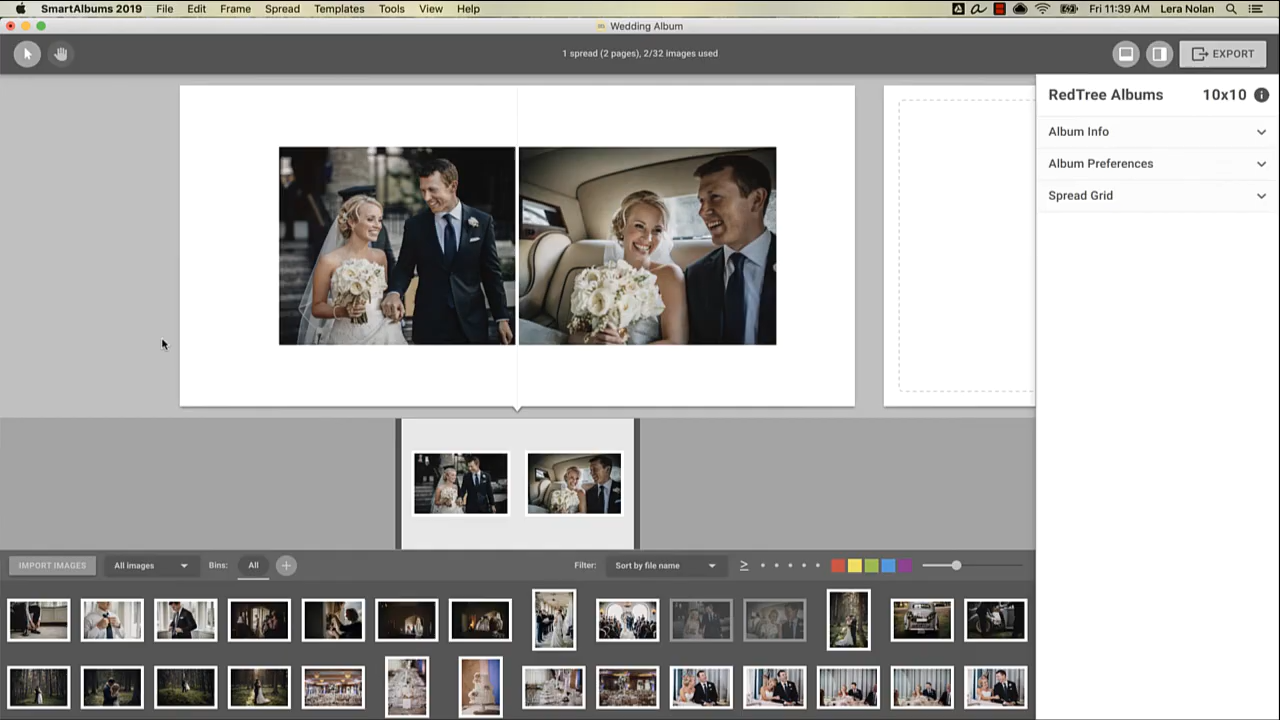 SmartAlbums 2019 File Edit Frame Spread Templates Tools View Help Fri 11:39 AM Lera Nolan
Wedding Album
1 spread (2 pages), 2/32 images used
EXPORT
RedTree Albums 10x10
Album Info
Album Preferences
Spread Grid
IMPORT IMAGES All images Bins: All Filter: Sort by file name